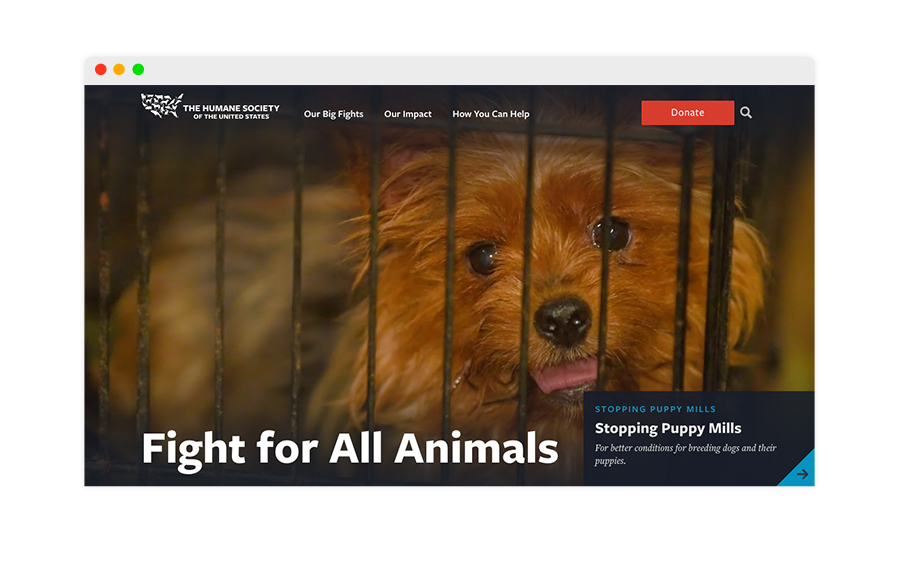 THE HUMANE SOCIETY
OF THE UNITED STATES
Our Big Fights
Our Impact
How You Can Help
Donate
Fight for All Animals
STOPPING PUPPY MILLS
Stopping Puppy Mills
For better conditions for breeding dogs and their
puppies.